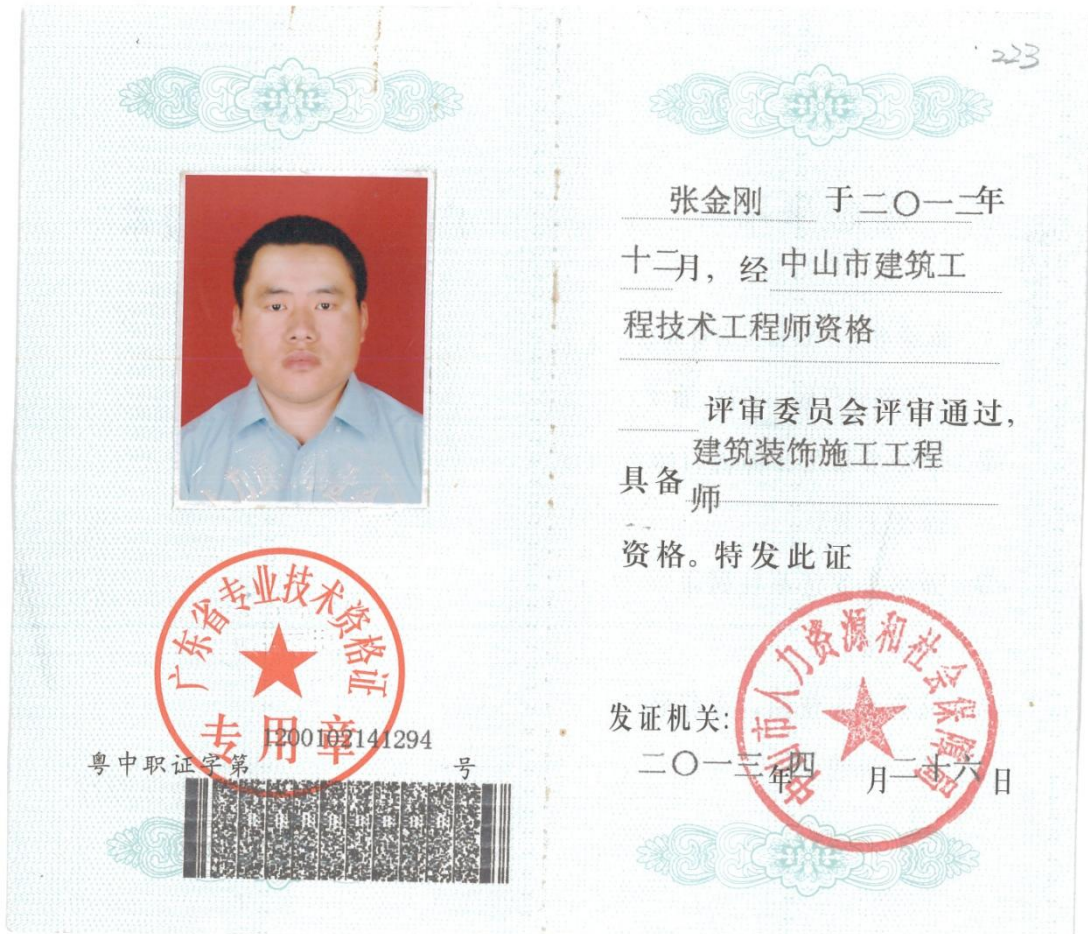 广东省专业技术资格证
专用章
1200102141294
粤中职证字第 号
223
张金刚 于二〇一二年
十二月，经中山市建筑工
程技术工程师资格
评审委员会评审通过，
建筑装饰施工工程
具备师
资格。特发此证
中山市人力资源和社会保障局
发证机关:
二〇一三年四月二十六日